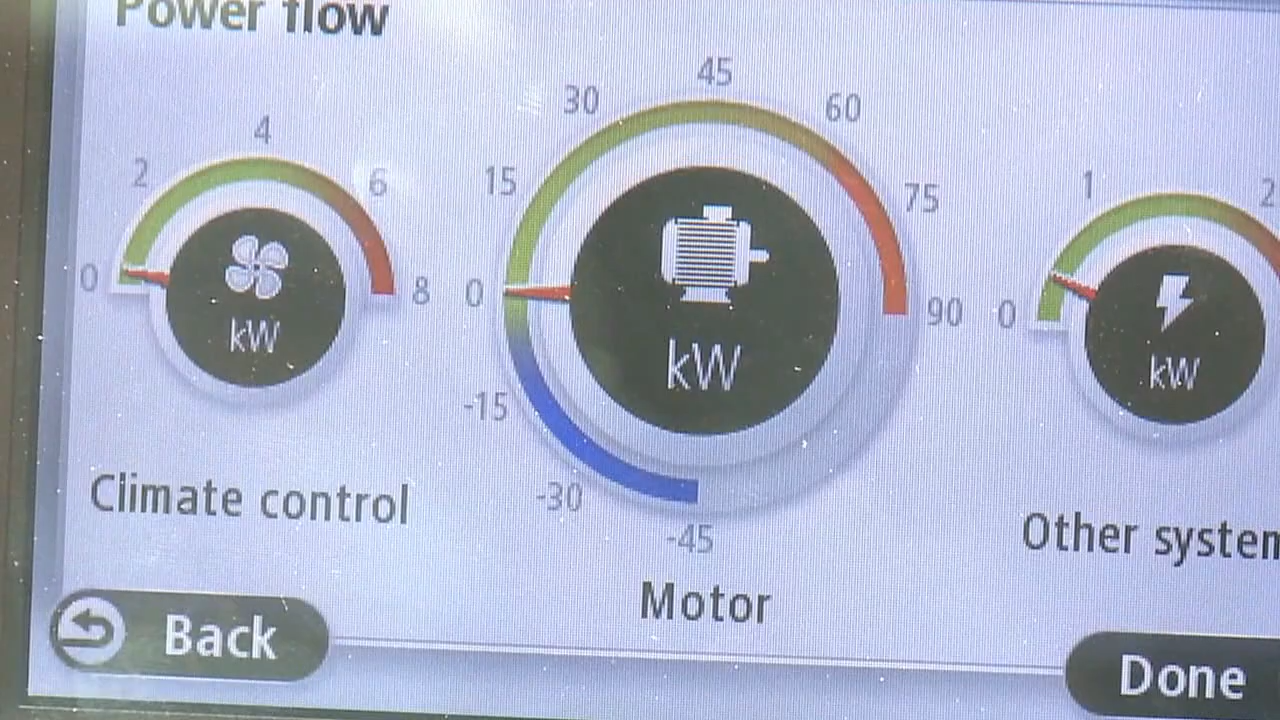 Power flow
0 2 4 6 8
kW
Climate control
-45 -30 -15 0 15 30 45 60 75 90
kW
Motor
0 1 2
kW
Other system
Back
Done